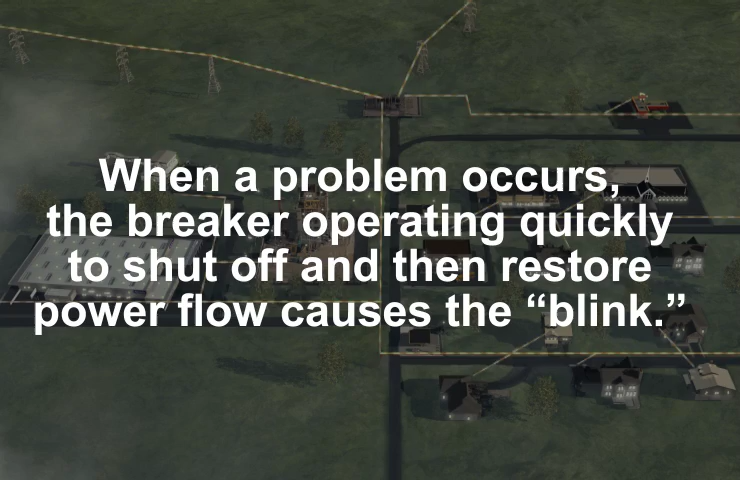 When a problem occurs,
the breaker operating quickly
to shut off and then restore
power flow causes the “blink.”